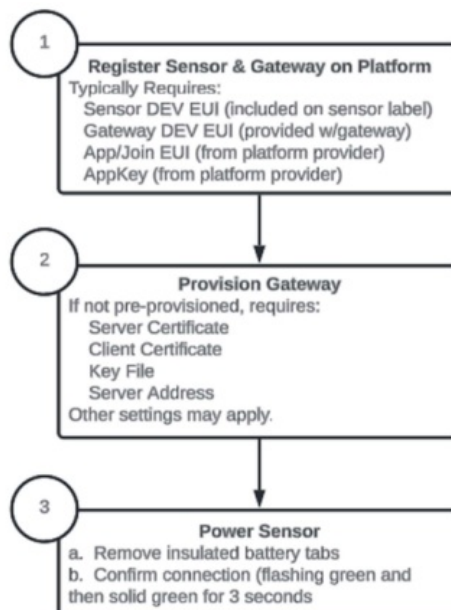 1
Register Sensor & Gateway on Platform
Typically Requires:
Sensor DEV EUI (included on sensor label)
Gateway DEV EUI (provided w/gateway)
App/Join EUI (from platform provider)
AppKey (from platform provider)
2
Provision Gateway
If not pre-provisioned, requires:
Server Certificate
Client Certificate
Key File
Server Address
Other settings may apply.
3
Power Sensor
a. Remove insulated battery tabs
b. Confirm connection (flashing green and
then solid green for 3 seconds